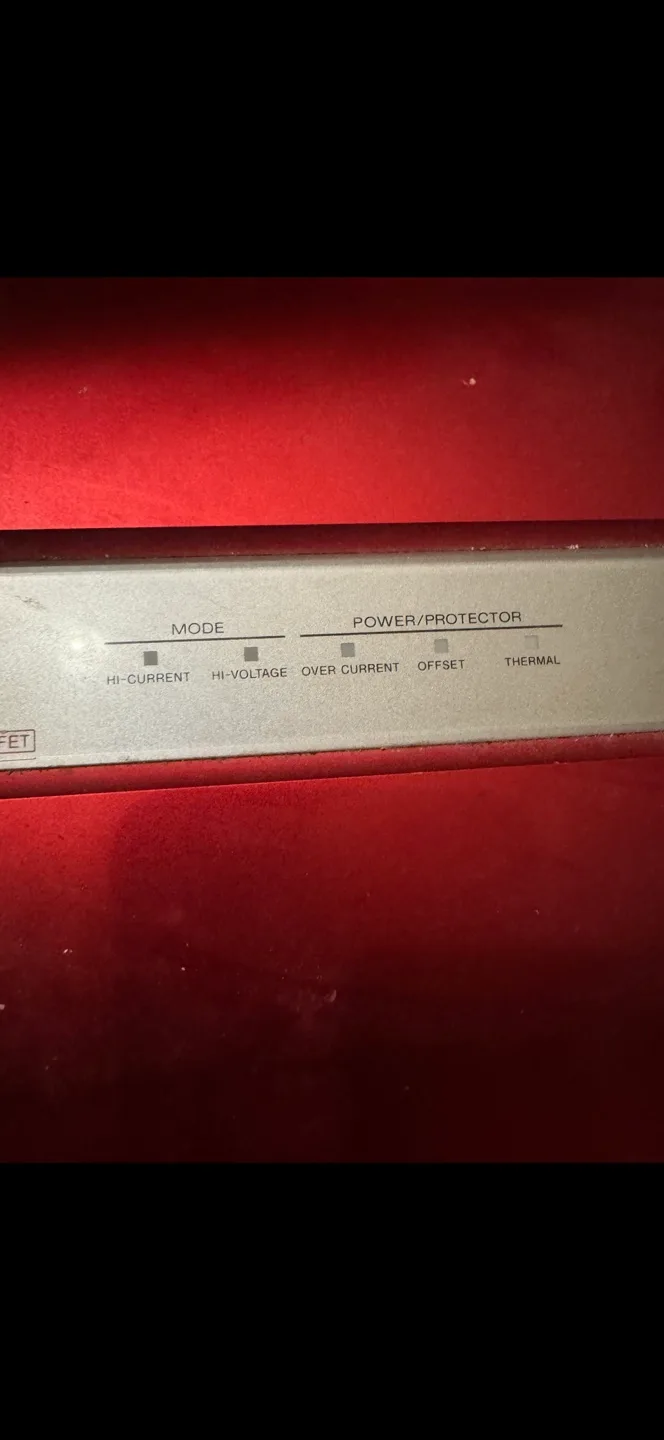 MODE
POWER/PROTECTOR
HI-CURRENT HI-VOLTAGE OVER CURRENT OFFSET THERMAL
FET